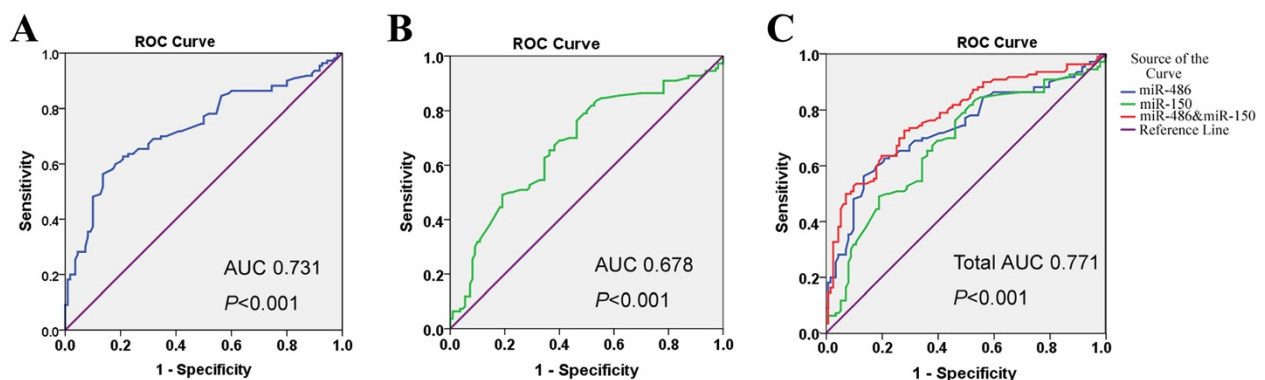 A
ROC Curve
Sensitivity
1.0
0.8
0.6
0.4
0.2
0.0
AUC 0.731
P<0.001
0.0 0.2 0.4 0.6 0.8 1.0
1 - Specificity
B
ROC Curve
Sensitivity
1.0
0.8
0.6
0.4
0.2
0.0
AUC 0.678
P<0.001
0.0 0.2 0.4 0.6 0.8 1.0
1 - Specificity
C
ROC Curve
Sensitivity
1.0
0.8
0.6
0.4
0.2
0.0
Total AUC 0.771
P<0.001
0.0 0.2 0.4 0.6 0.8 1.0
1 - Specificity
Source of the
Curve
miR-486
miR-150
miR-486&miR-150
Reference Line